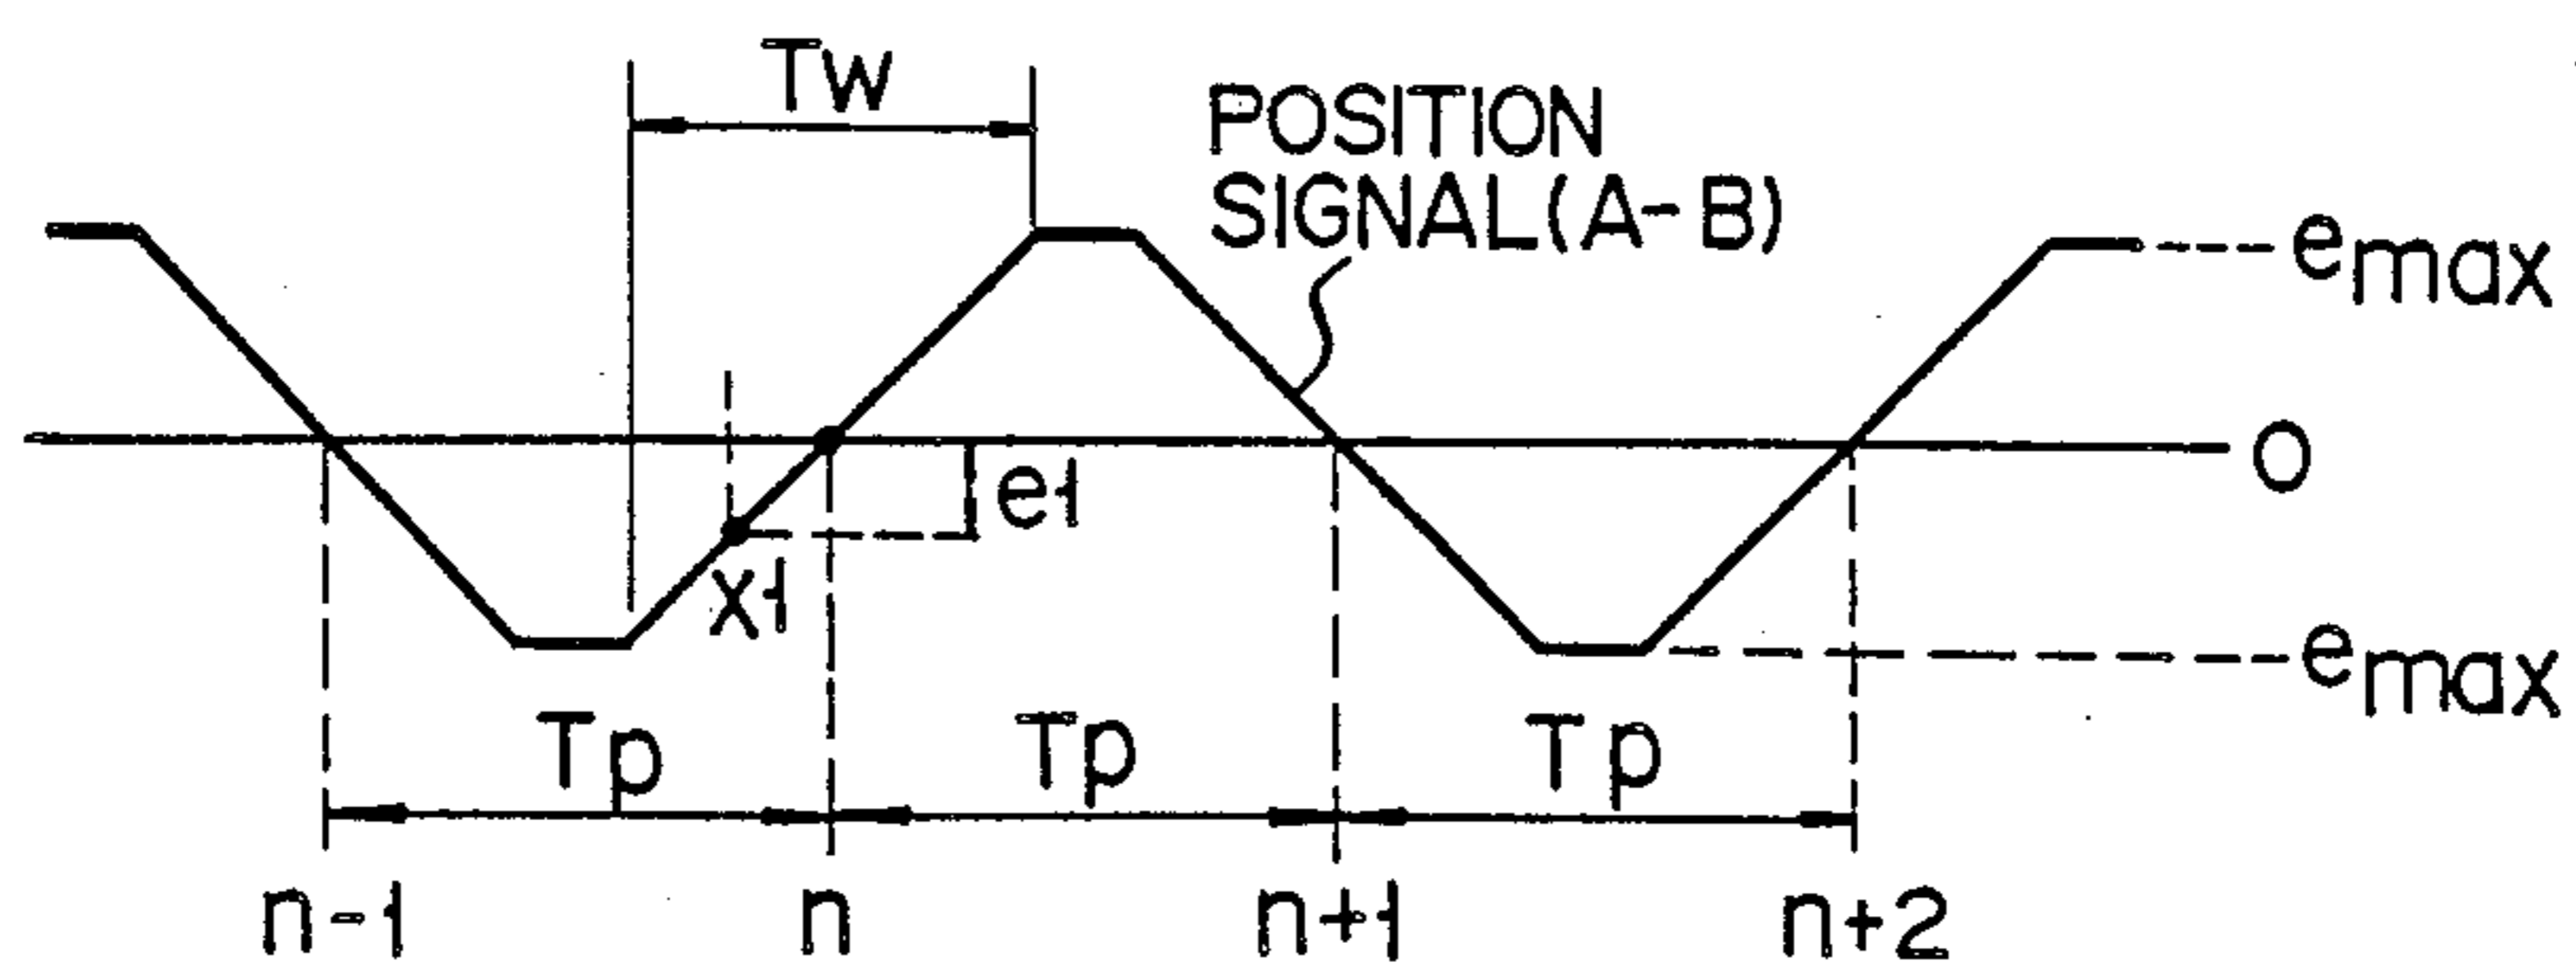 TW
POSITION
SIGNAL(A-B)
emax
0
e1
x1
emax
Tp Tp Tp
n-1 n n+1 n+2